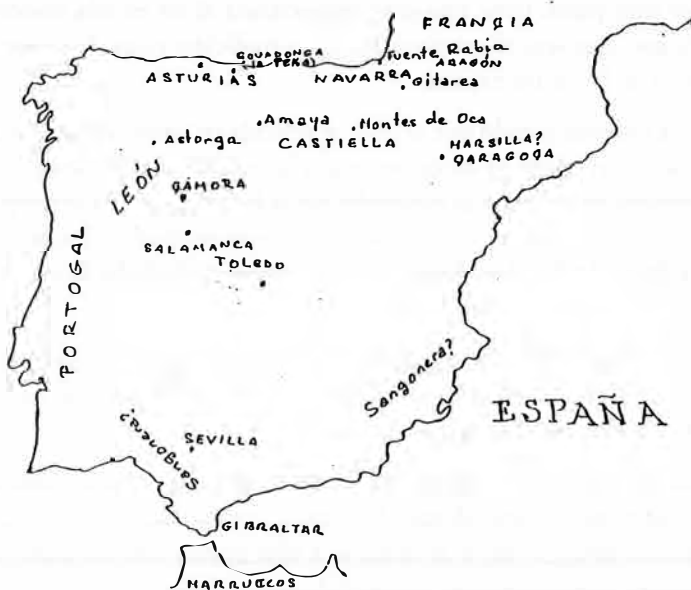 FRANÇIA
COVADONGA
(la PEÑA)
Fuente Rabia
ARAGÓN
ASTURIAS
NAVARRA
Gitarea
Amaya
Montes de Oca
Astorga
CASTIELLA
MARSILLA?
ÇARAGOÇA
LEÓN
ÇAMORA
SALAMANCA
TOLEDO
PORTOGAL
Sangonera?
ESPAÑA
SEVILLA
GIBRALTAR
MARRUECOS